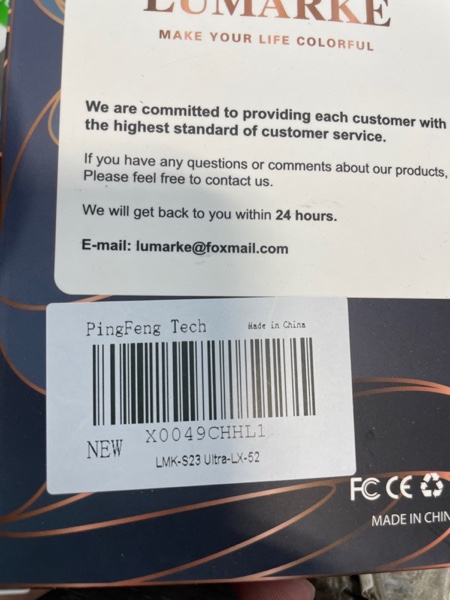 LUMARKE
MAKE YOUR LIFE COLORFUL
We are committed to providing each customer with
the highest standard of customer service.
If you have any questions or comments about our products,
Please feel free to contact us.
We will get back to you within 24 hours.
E-mail: lumarke@foxmail.com
PingFeng Tech Made in China
X0049CHHL1
NEW
LMK-S23 Ultra-LX-52
FC CE
MADE IN CHIN